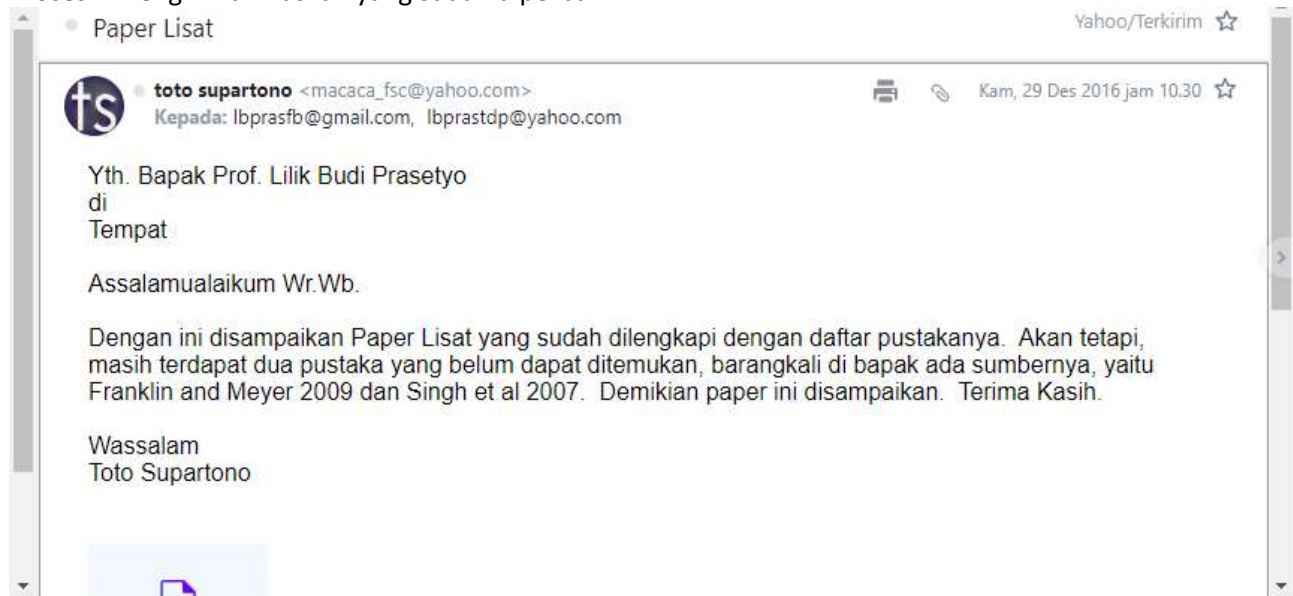 Paper Lisat
Yahoo/Terkirim
ts
toto supartono <macaca_fsc@yahoo.com>
Kam, 29 Des 2016 jam 10.30
Kepada: lbprasfb@gmail.com, lbprastdp@yahoo.com
Yth. Bapak Prof. Lilik Budi Prasetyo
di
Tempat
Assalamualaikum Wr.Wb.
Dengan ini disampaikan Paper Lisat yang sudah dilengkapi dengan daftar pustakanya. Akan tetapi,
masih terdapat dua pustaka yang belum dapat ditemukan, barangkali di bapak ada sumbernya, yaitu
Franklin and Meyer 2009 dan Singh et al 2007. Demikian paper ini disampaikan. Terima Kasih.
Wassalam
Toto Supartono